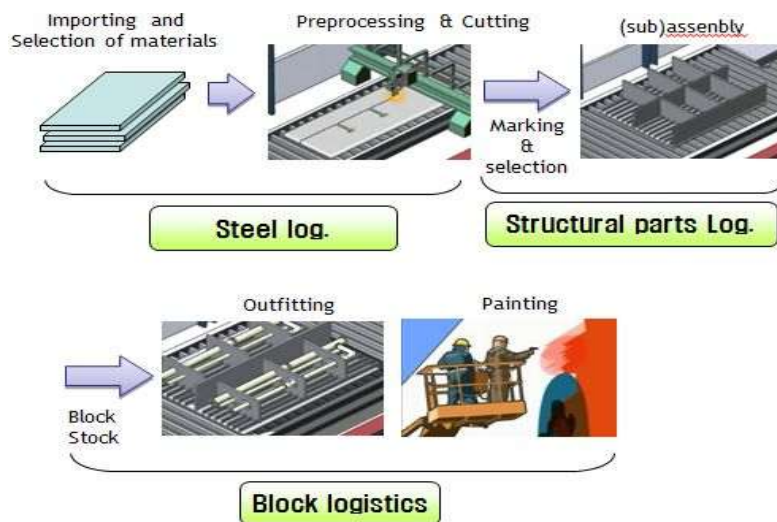 Importing and
Selection of materials
Preprocessing & Cutting
(sub)assembly
Marking
&
selection
Steel log.
Structural parts Log.
Outfitting
Painting
Block
Stock
Block logistics